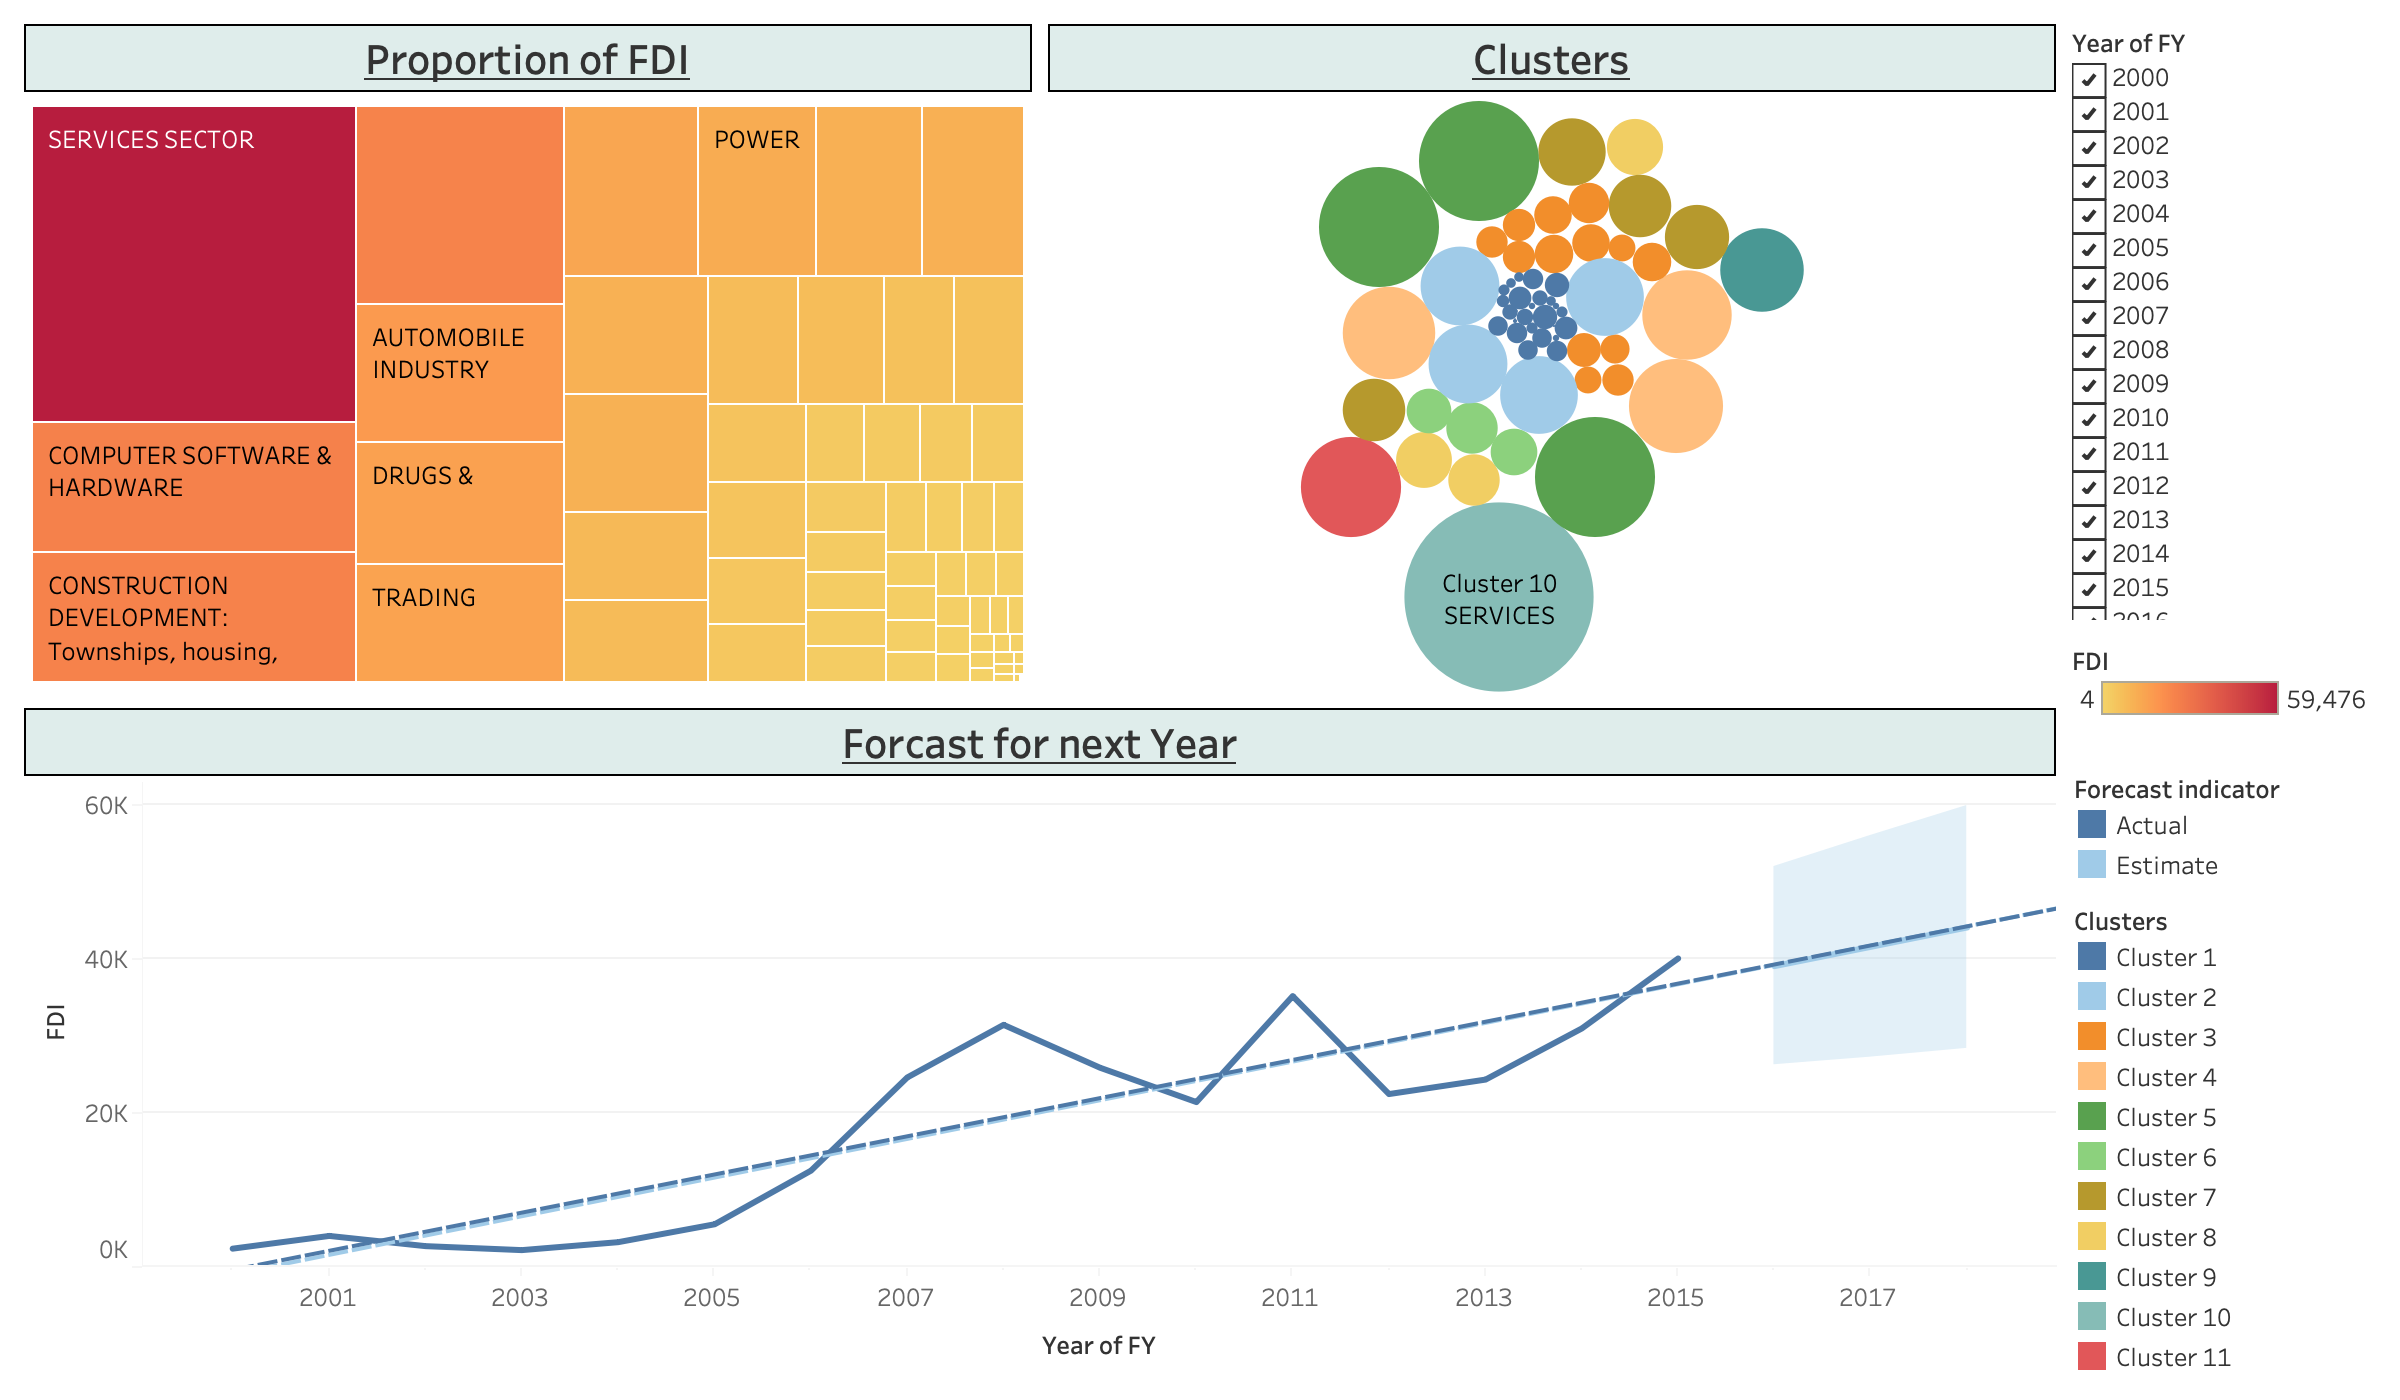 Proportion of FDI
SERVICES SECTOR
COMPUTER SOFTWARE &
HARDWARE
CONSTRUCTION
DEVELOPMENT:
Townships, housing,
AUTOMOBILE
INDUSTRY
DRUGS &
TRADING
POWER
Clusters
Cluster 10
SERVICES
Year of FY
2000
2001
2002
2003
2004
2005
2006
2007
2008
2009
2010
2011
2012
2013
2014
2015
2016
FDI
4
59,476
Forcast for next Year
60K
40K
20K
0K
FDI
2001
2003
2005
2007
2009
2011
2013
2015
2017
Year of FY
Forecast indicator
Actual
Estimate
Clusters
Cluster 1
Cluster 2
Cluster 3
Cluster 4
Cluster 5
Cluster 6
Cluster 7
Cluster 8
Cluster 9
Cluster 10
Cluster 11